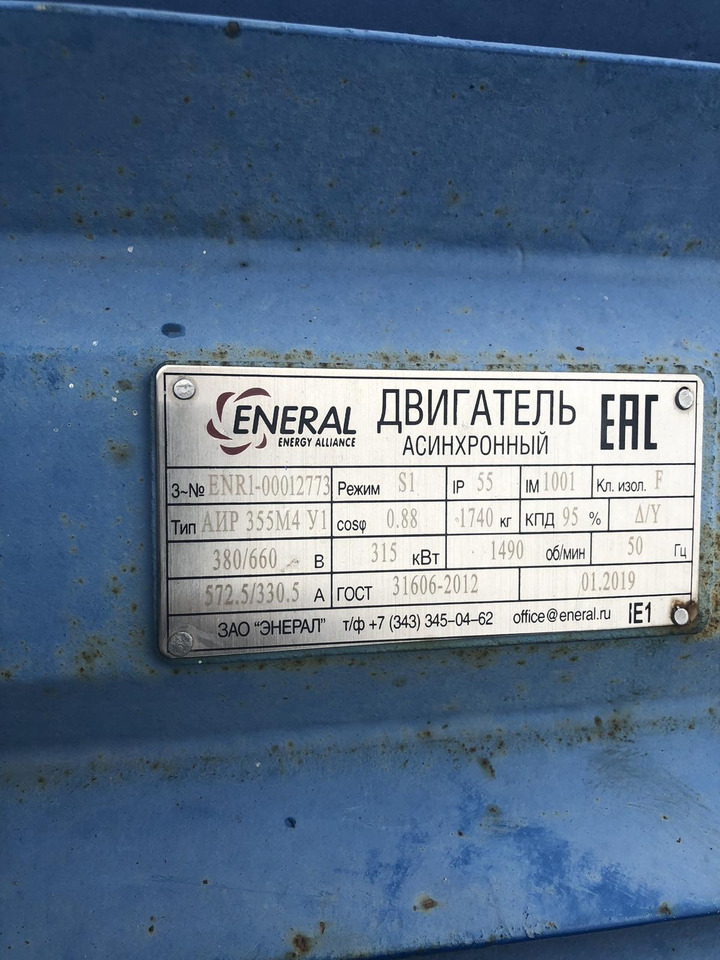 ENERAL
ENERGY ALLIANCE
ДВИГАТЕЛЬ
АСИНХРОННЫЙ
ЕАС
3~№ ENR1-00012773 Режим S1 IP 55 IM 1001 Кл. изол. F
Тип АИР 355М4 У1 cosφ 0.88 1740 кг КПД 95 % Δ/Y
380/660 В 315 кВт 1490 об/мин 50 Гц
572.5/330.5 А ГОСТ 31606-2012 01.2019
ЗАО "ЭНЕРАЛ" т/ф +7 (343) 345-04-62 office@eneral.ru IE1